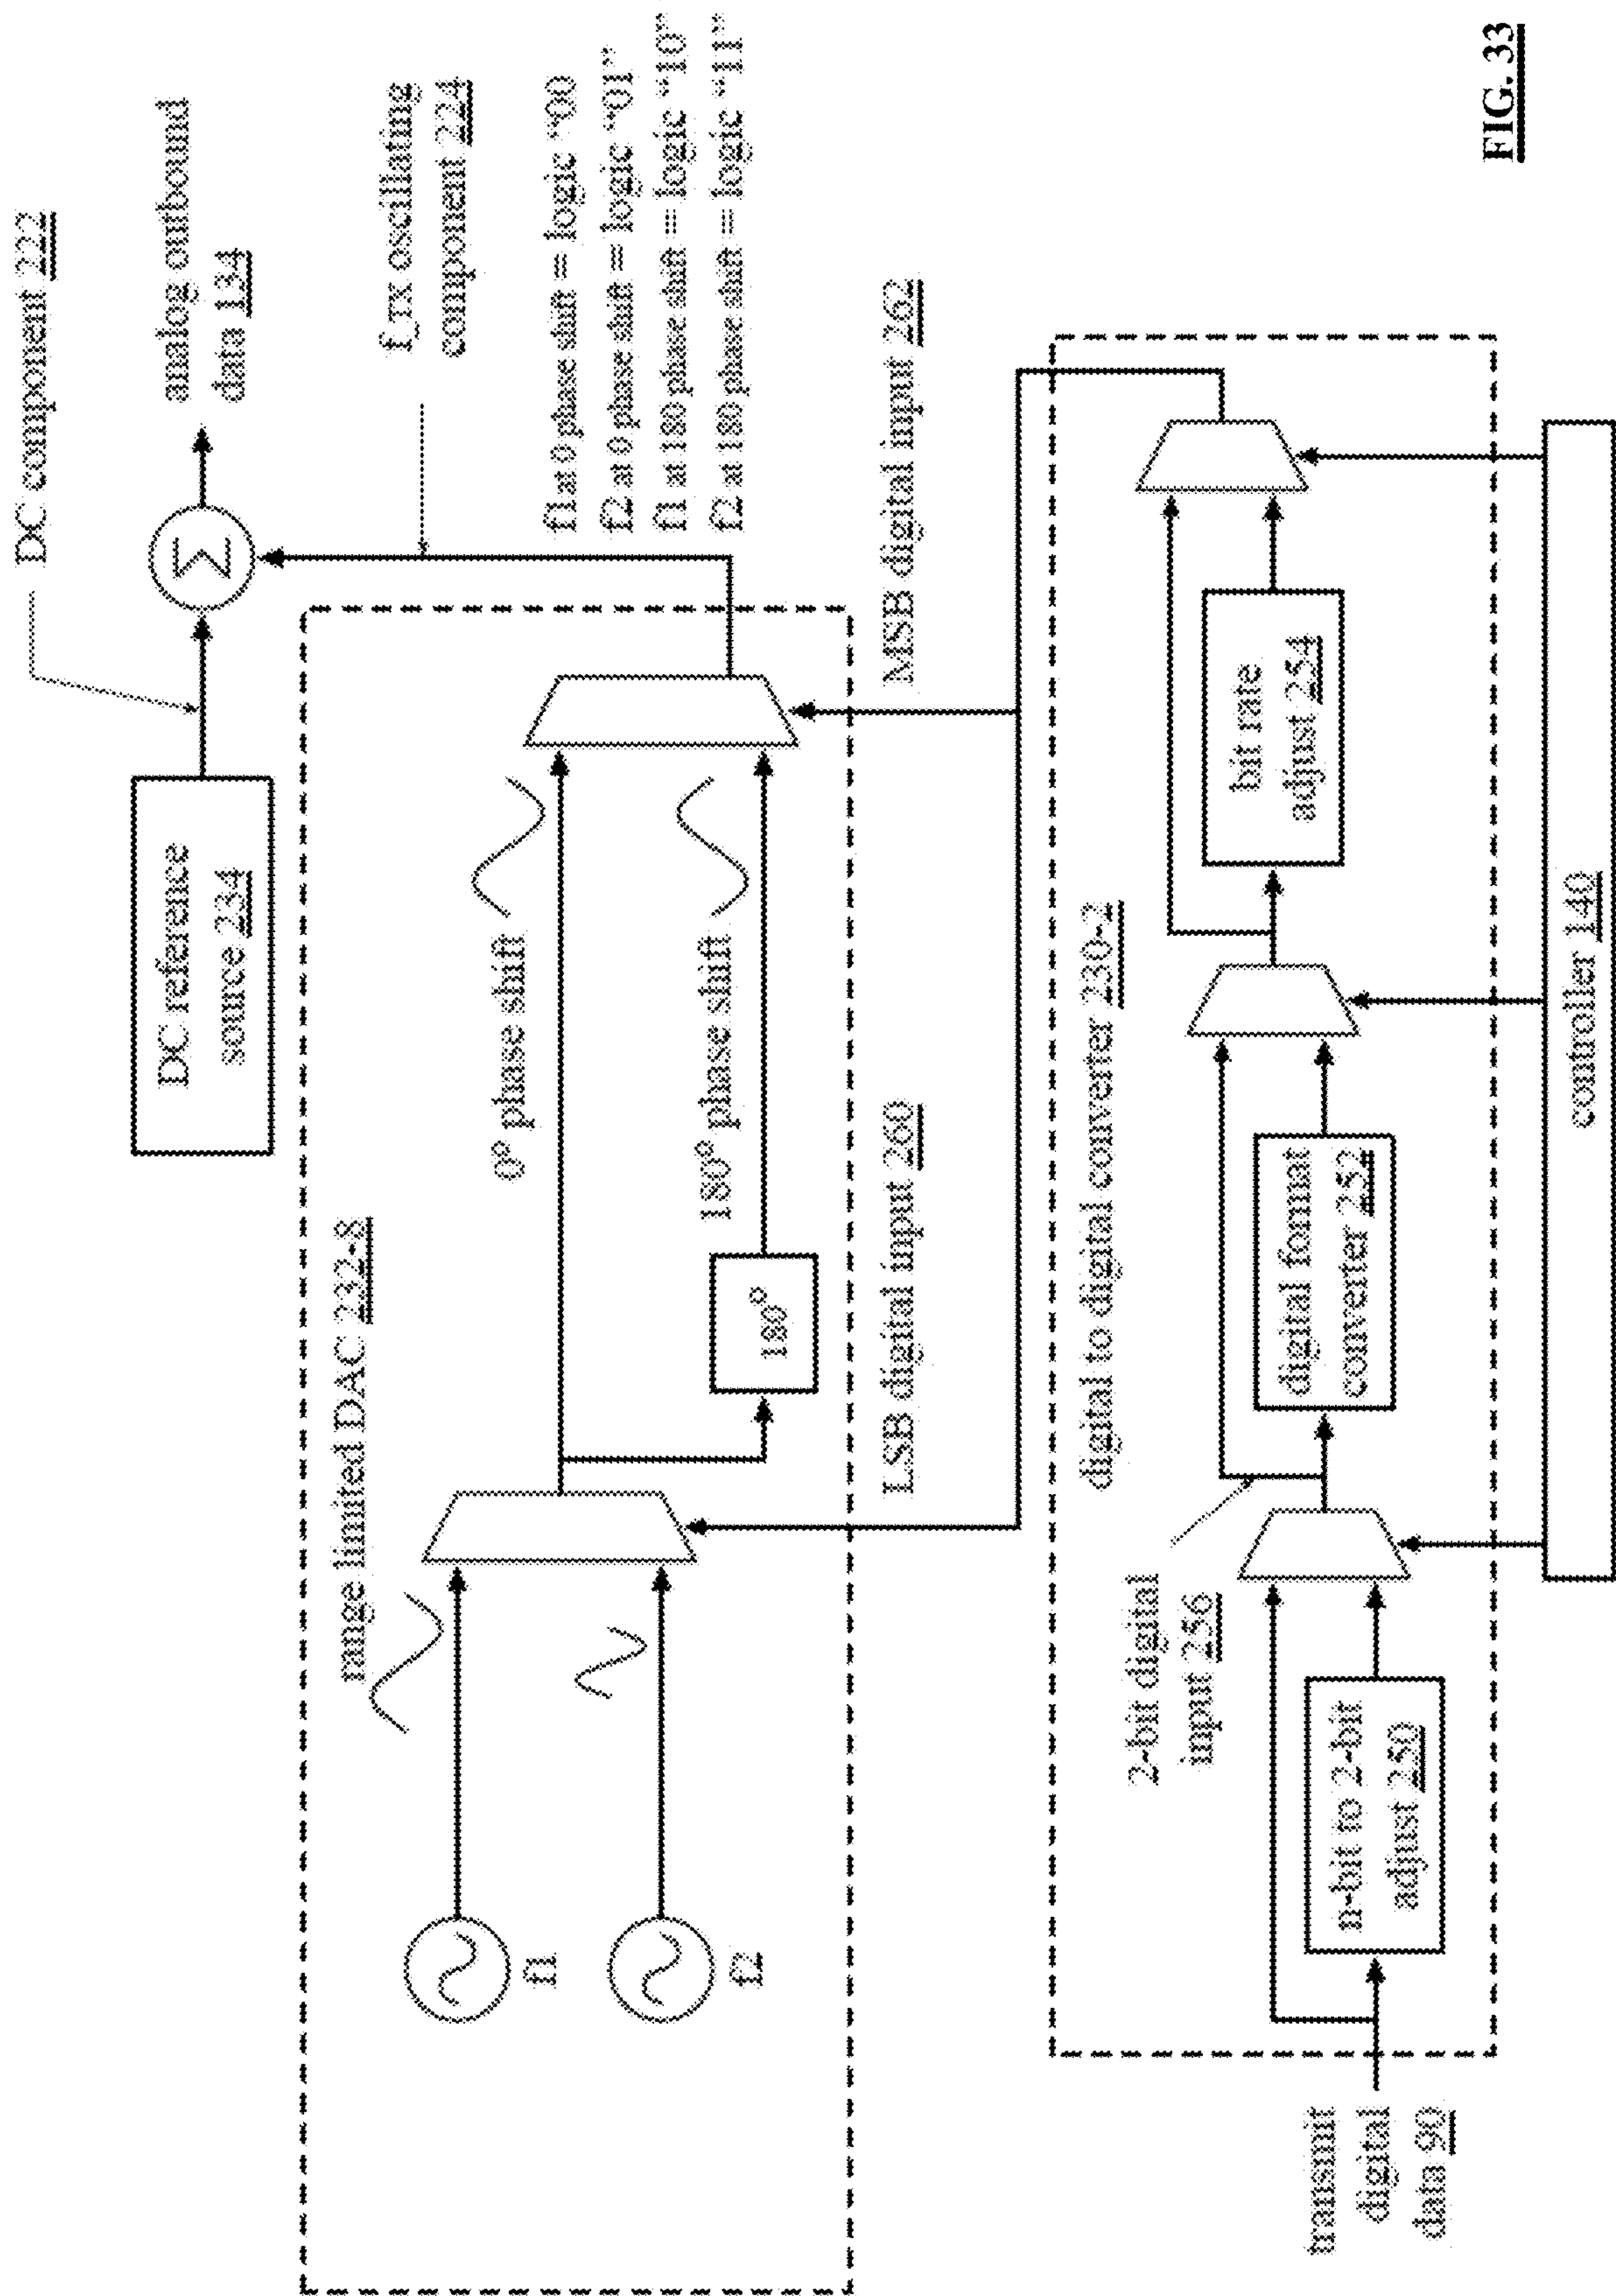 DC component 222
DC reference
source 234
analog outbound
data 134
f_rx oscillating
component 224
range limited DAC 232-8
f1
f2
0° phase shift
180° phase shift
180°
f1 at 0 phase shift = logic “00
f2 at 0 phase shift = logic “01”
f1 at 180 phase shift = logic “10”
f2 at 180 phase shift = logic “11”
LSB digital input 260
MSB digital input 262
digital to digital converter 230-2
2-bit digital
input 256
transmit
digital
data 90
n-bit to 2-bit
adjust 250
digital format
converter 252
bit rate
adjust 254
controller 140
FIG. 33